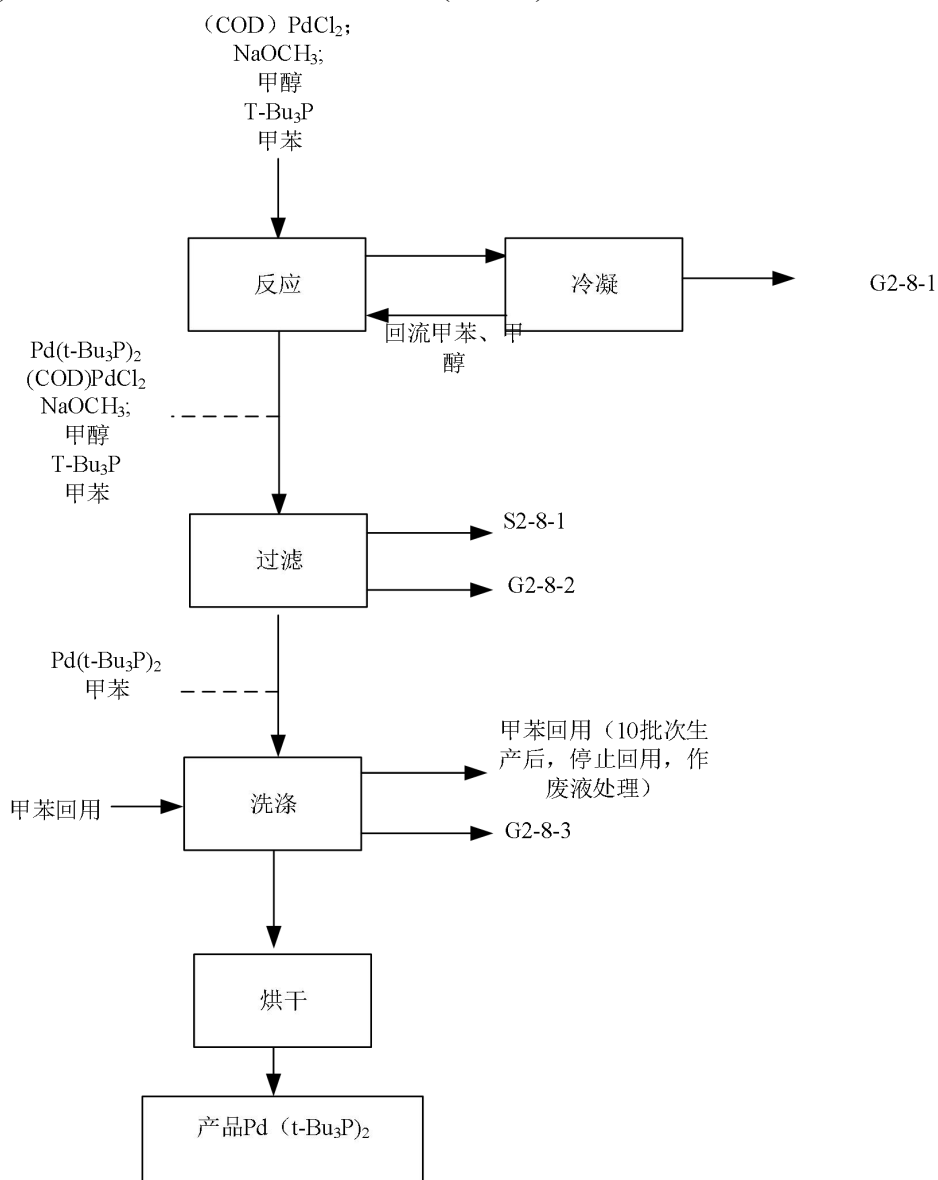 （COD）PdCl₂；
NaOCH₃;
甲醇
T-Bu₃P
甲苯
反应
冷凝
G2-8-1
回流甲苯、甲
醇
Pd(t-Bu₃P)₂
(COD)PdCl₂
NaOCH₃;
甲醇
T-Bu₃P
甲苯
过滤
S2-8-1
G2-8-2
Pd(t-Bu₃P)₂
甲苯
甲苯回用（10批次生
产后，停止回用，作
废液处理）
甲苯回用
洗涤
G2-8-3
烘干
产品Pd（t-Bu₃P)₂